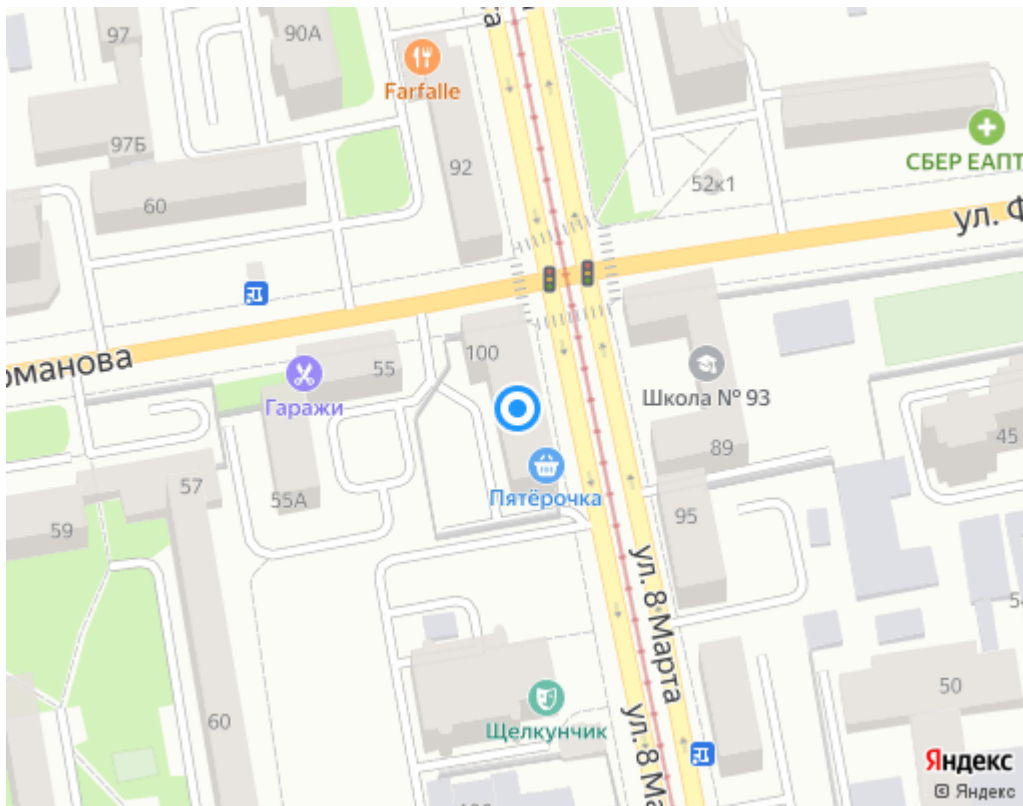 97
90А
Farfalle
97Б
92
60
52к1
СБЕР ЕАПТ
ул. Ф
рманова
100
55
Гаражи
Школа № 93
89
45
57
55А
59
Пятёрочка
95
ул. 8 Марта
60
50
Щелкунчик
ул. 8 Ма
Яндекс
© Яндекс